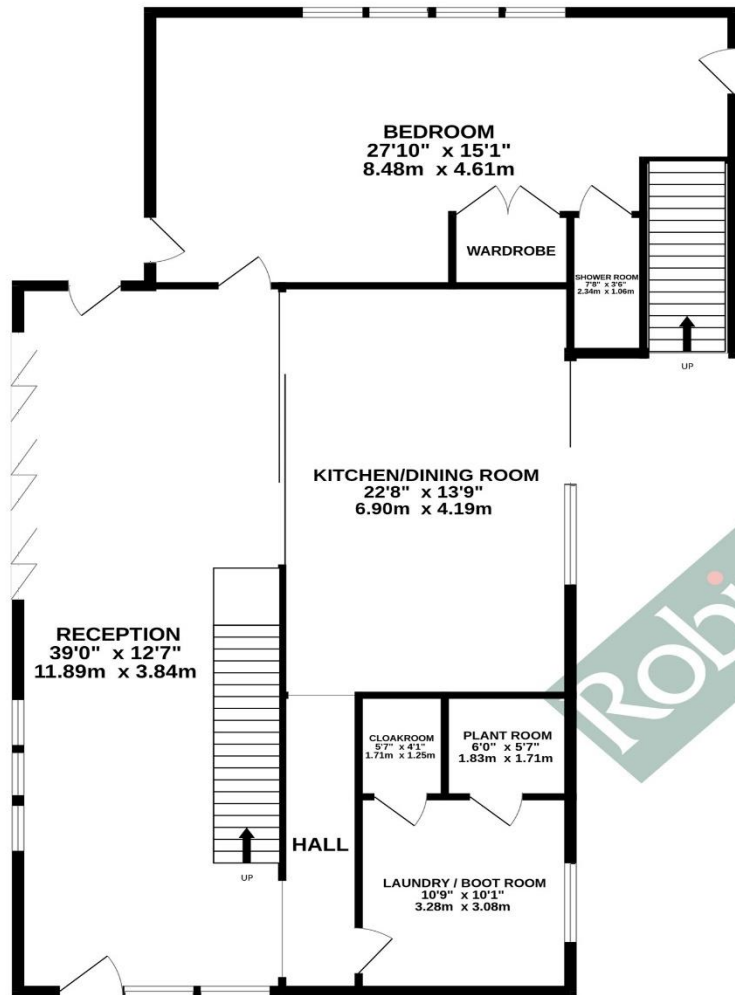 BEDROOM
27'10" x 15'1"
8.48m x 4.61m
WARDROBE
SHOWER ROOM
7'8" x 3'6"
2.34m x 1.06m
UP
KITCHEN/DINING ROOM
22'8" x 13'9"
6.90m x 4.19m
RECEPTION
39'0" x 12'7"
11.89m x 3.84m
UP
HALL
CLOAKROOM
5'7" x 4'1"
1.71m x 1.25m
PLANT ROOM
6'0" x 5'7"
1.83m x 1.71m
LAUNDRY / BOOT ROOM
10'9" x 10'1"
3.28m x 3.08m